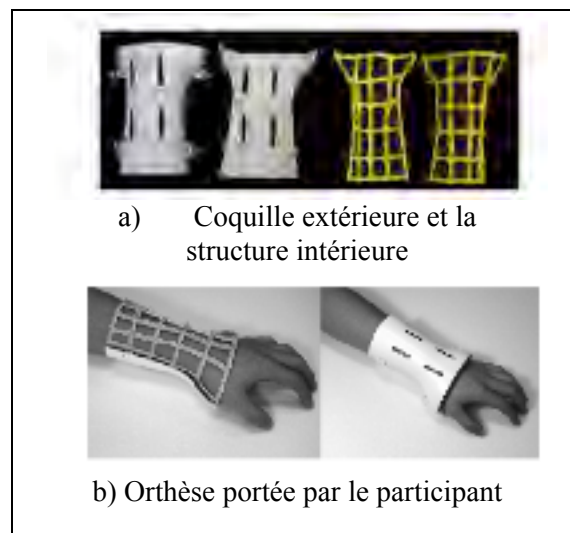 a) Coquille extérieure et la
structure intérieure
b) Orthèse portée par le participant